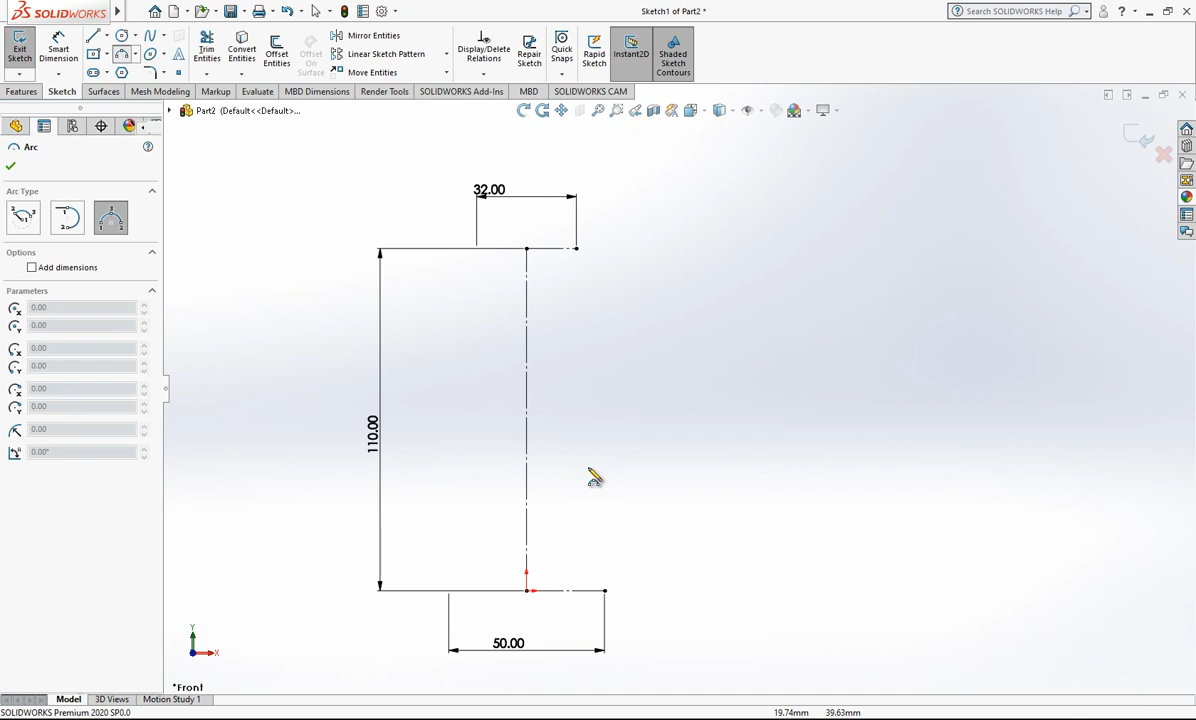 SOLIDWORKS
Sketch1 of Part2 *
Search SOLIDWORKS Help
Exit Sketch
Smart Dimension
Trim Entities
Convert Entities
Offset Entities
Offset On Surface
Mirror Entities
Linear Sketch Pattern
Move Entities
Display/Delete Relations
Repair Sketch
Quick Snaps
Rapid Sketch
Instant2D
Shaded Sketch Contours
Features
Sketch
Surfaces
Mesh Modeling
Markup
Evaluate
MBD Dimensions
Render Tools
SOLIDWORKS Add-Ins
MBD
SOLIDWORKS CAM
Part2 (Default<<Default>...
Arc
Arc Type
Options
Add dimensions
Parameters
0.00
0.00
0.00
0.00
0.00
0.00
0.00
0.00°
32.00
110.00
50.00
Y
X
*Front
Model
3D Views
Motion Study 1
SOLIDWORKS Premium 2020 SP0.0
19.74mm
39.63mm